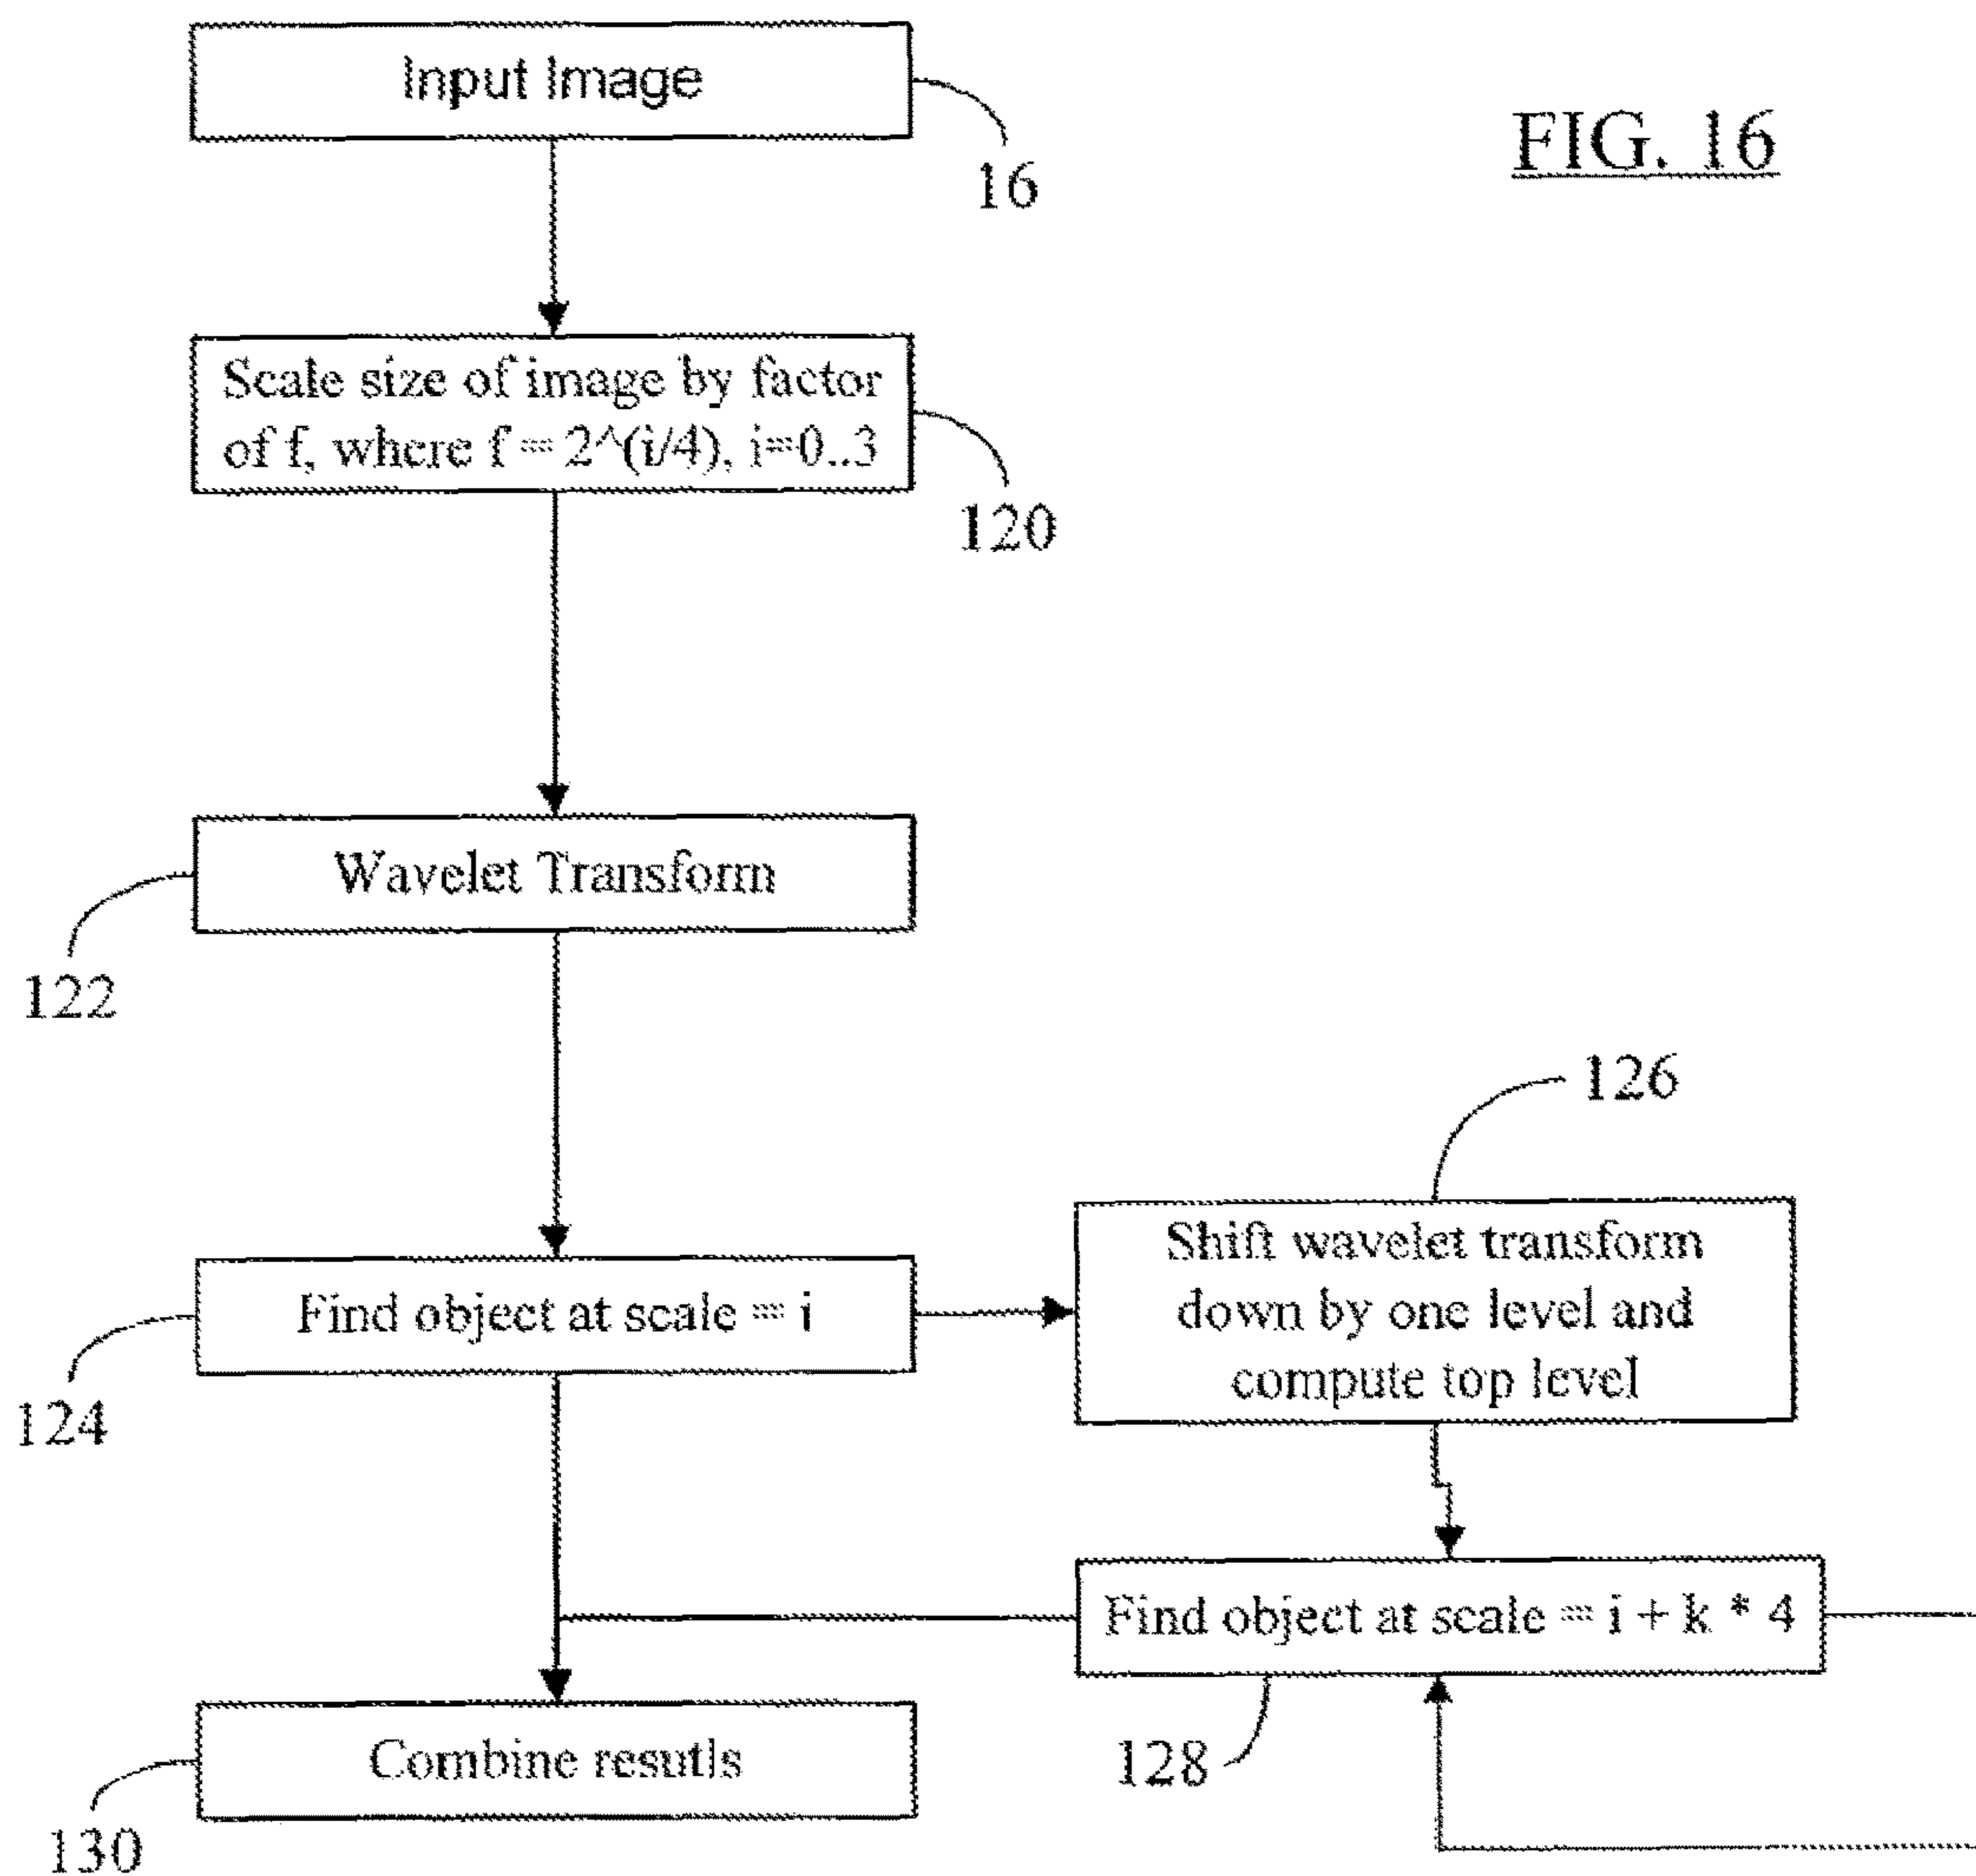 Input Image
16
FIG. 16
Scale size of image by factor
of f, where f = 2^(i/4), i=0..3
120
Wavelet Transform
122
126
Shift wavelet transform
down by one level and
compute top level
Find object at scale = i
124
Find object at scale = i + k * 4
128
Combine resutls
130